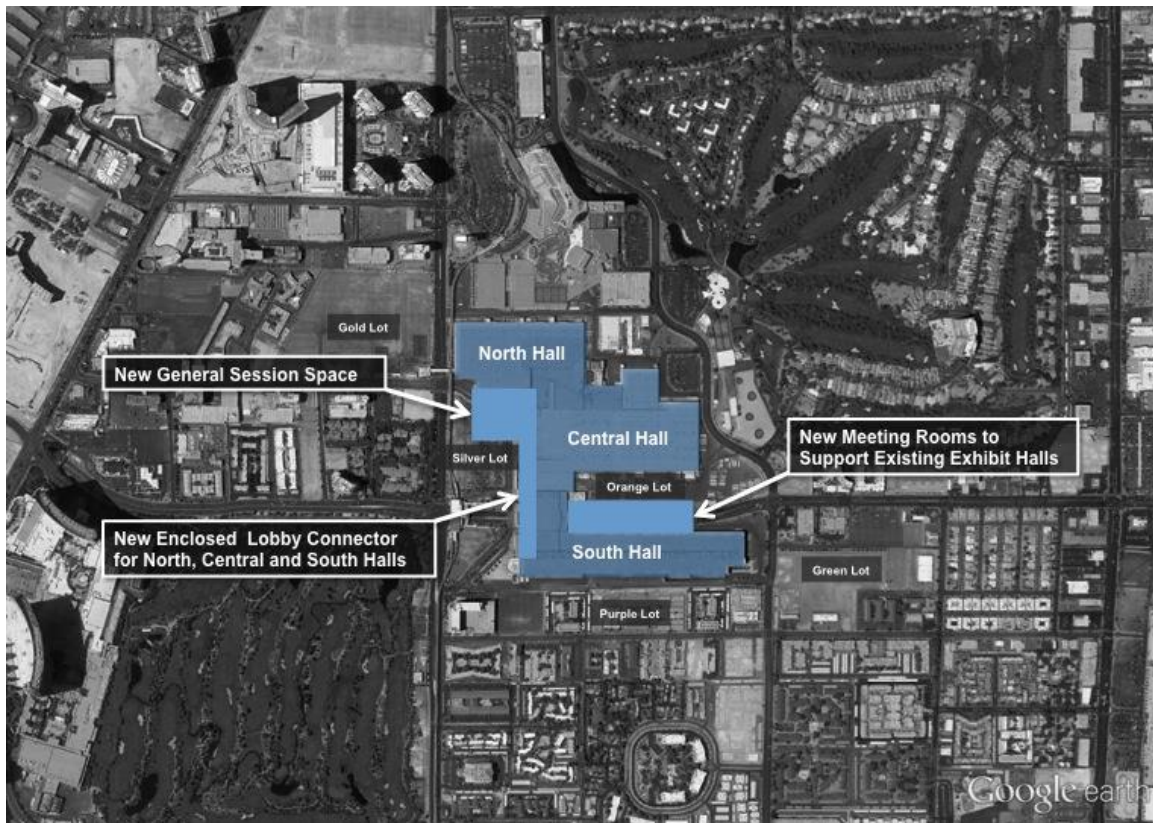 Gold Lot
North Hall
New General Session Space
Central Hall
New Meeting Rooms to
Support Existing Exhibit Halls
Silver Lot
Orange Lot
New Enclosed  Lobby Connector
for North, Central and South Halls
South Hall
Green Lot
Purple Lot
Google earth